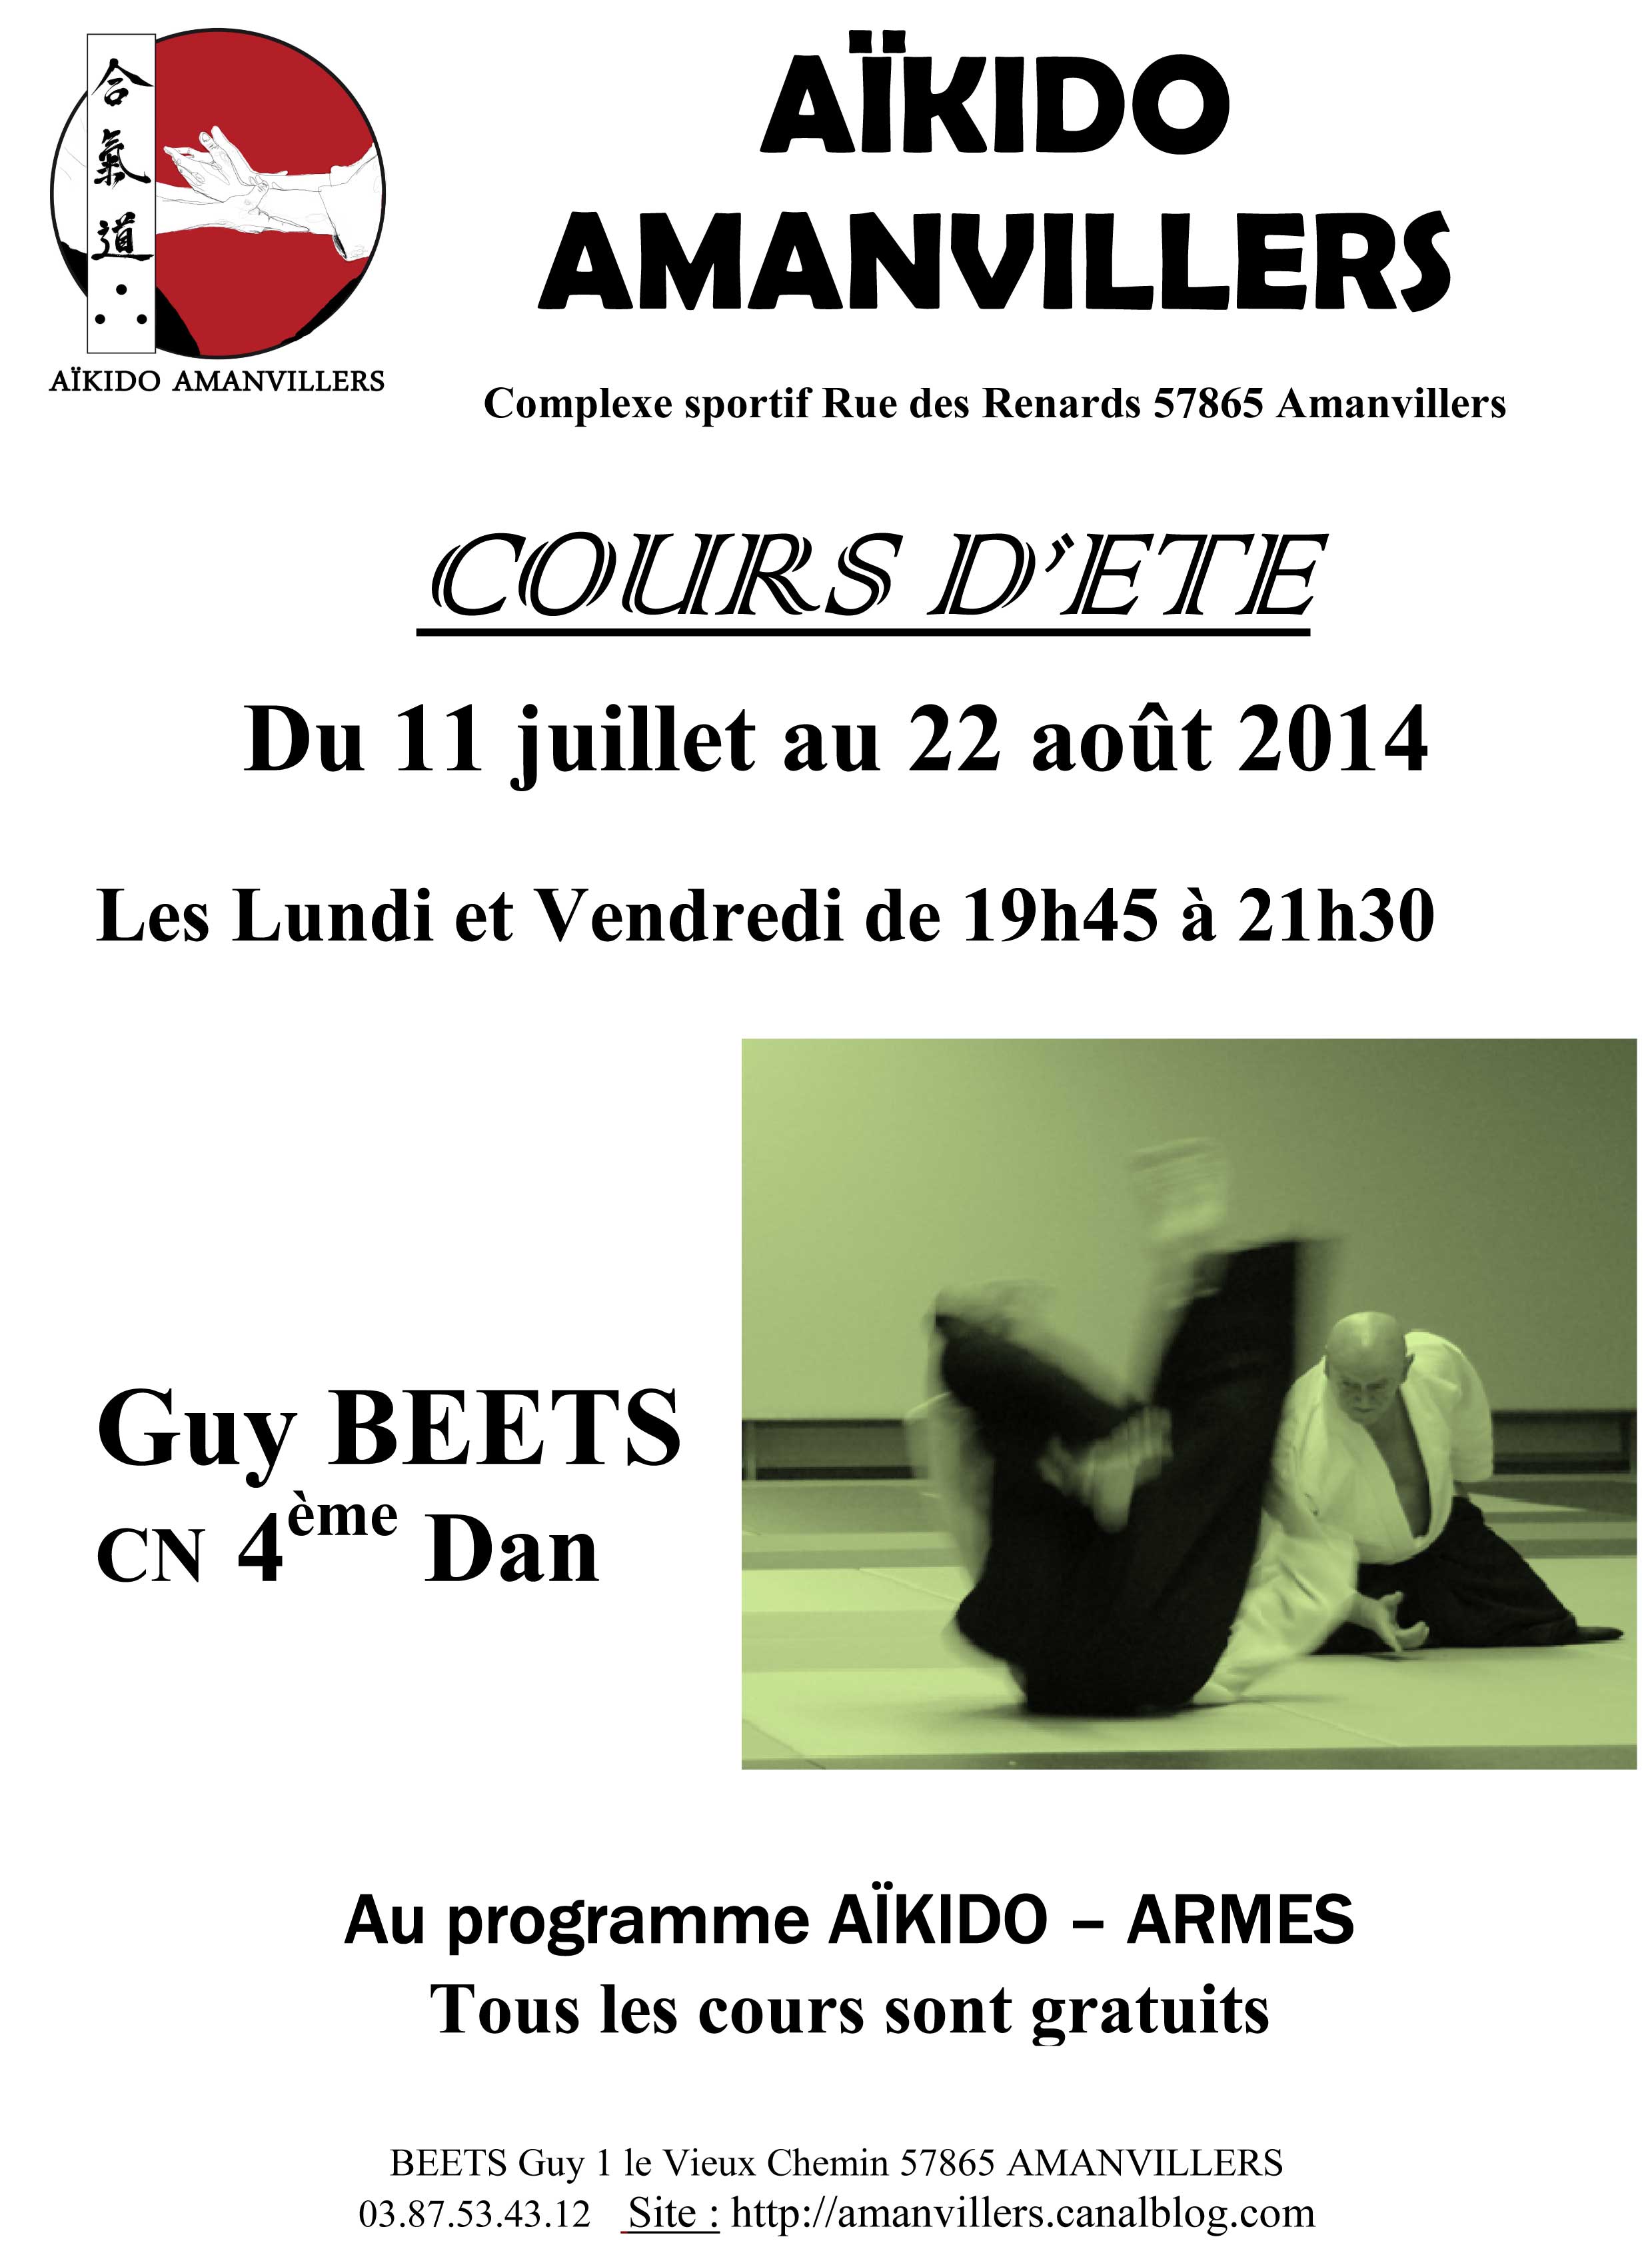 合
氣
道
AÏKIDO AMANVILLERS
AÏKIDO
AMANVILLERS
Complexe sportif Rue des Renards 57865 Amanvillers
COURS D'ETE
Du 11 juillet au 22 août 2014
Les Lundi et Vendredi de 19h45 à 21h30
Guy BEETS
CN 4ème Dan
Au programme AÏKIDO – ARMES
Tous les cours sont gratuits
BEETS Guy 1 le Vieux Chemin 57865 AMANVILLERS
03.87.53.43.12 Site : http://amanvillers.canalblog.com